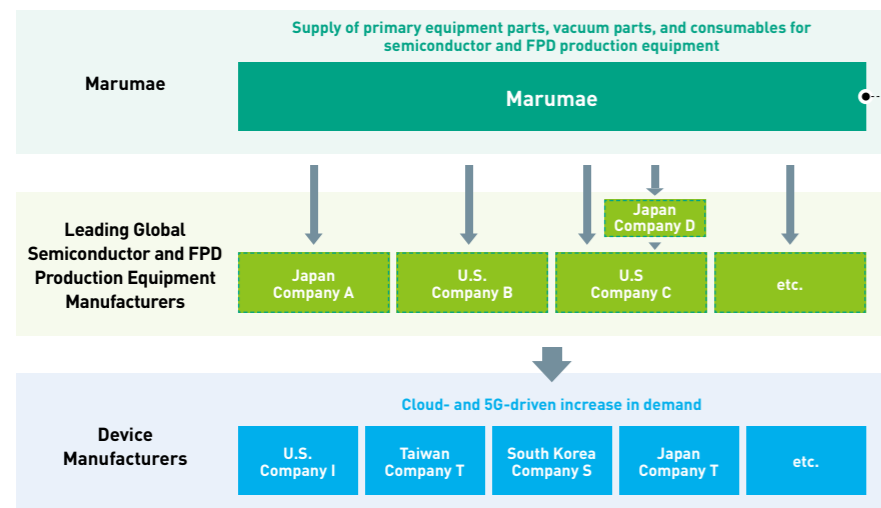 Supply of primary equipment parts, vacuum parts, and consumables for
semiconductor and FPD production equipment
Marumae
Marumae
Leading Global
Semiconductor and FPD
Production Equipment
Manufacturers
Japan
Company D
Japan
Company A
U.S.
Company B
U.S
Company C
etc.
Cloud- and 5G-driven increase in demand
Device
Manufacturers
U.S.
Company I
Taiwan
Company T
South Korea
Company S
Japan
Company T
etc.